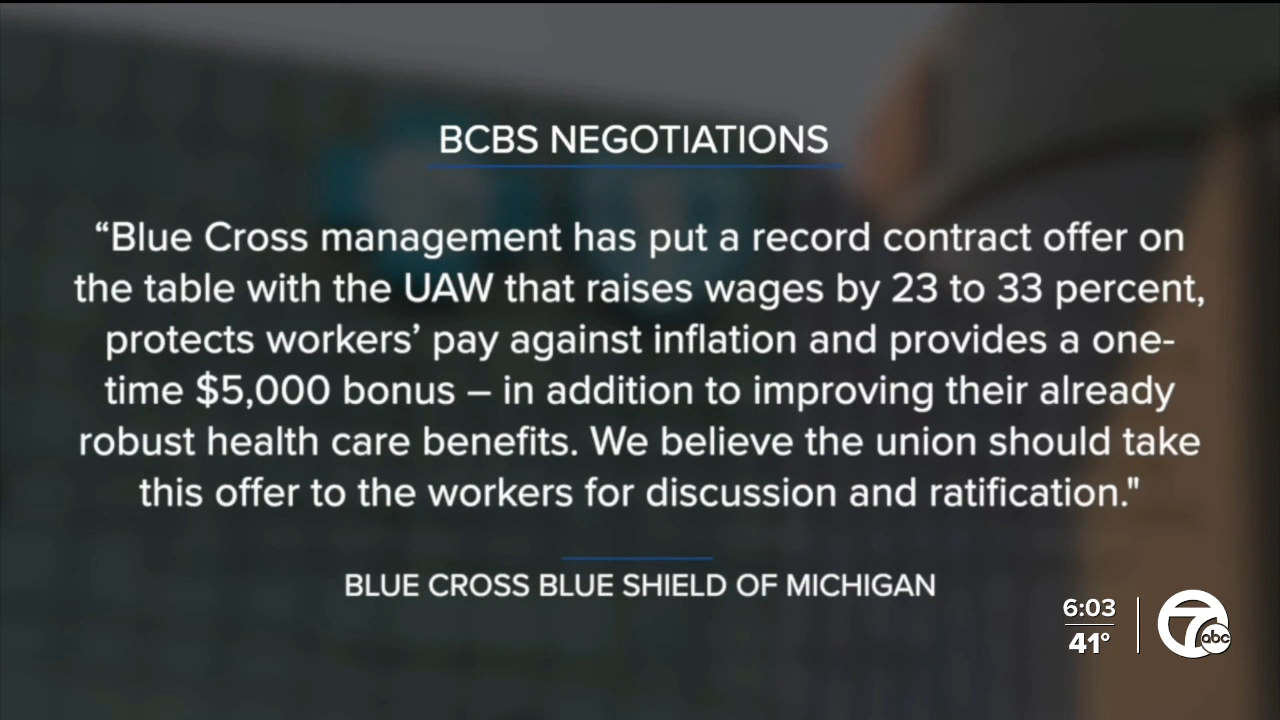 BCBS NEGOTIATIONS
“Blue Cross management has put a record contract offer on
the table with the UAW that raises wages by 23 to 33 percent,
protects workers’ pay against inflation and provides a one-
time $5,000 bonus – in addition to improving their already
robust health care benefits. We believe the union should take
this offer to the workers for discussion and ratification."
BLUE CROSS BLUE SHIELD OF MICHIGAN
6:03
41°
7 abc